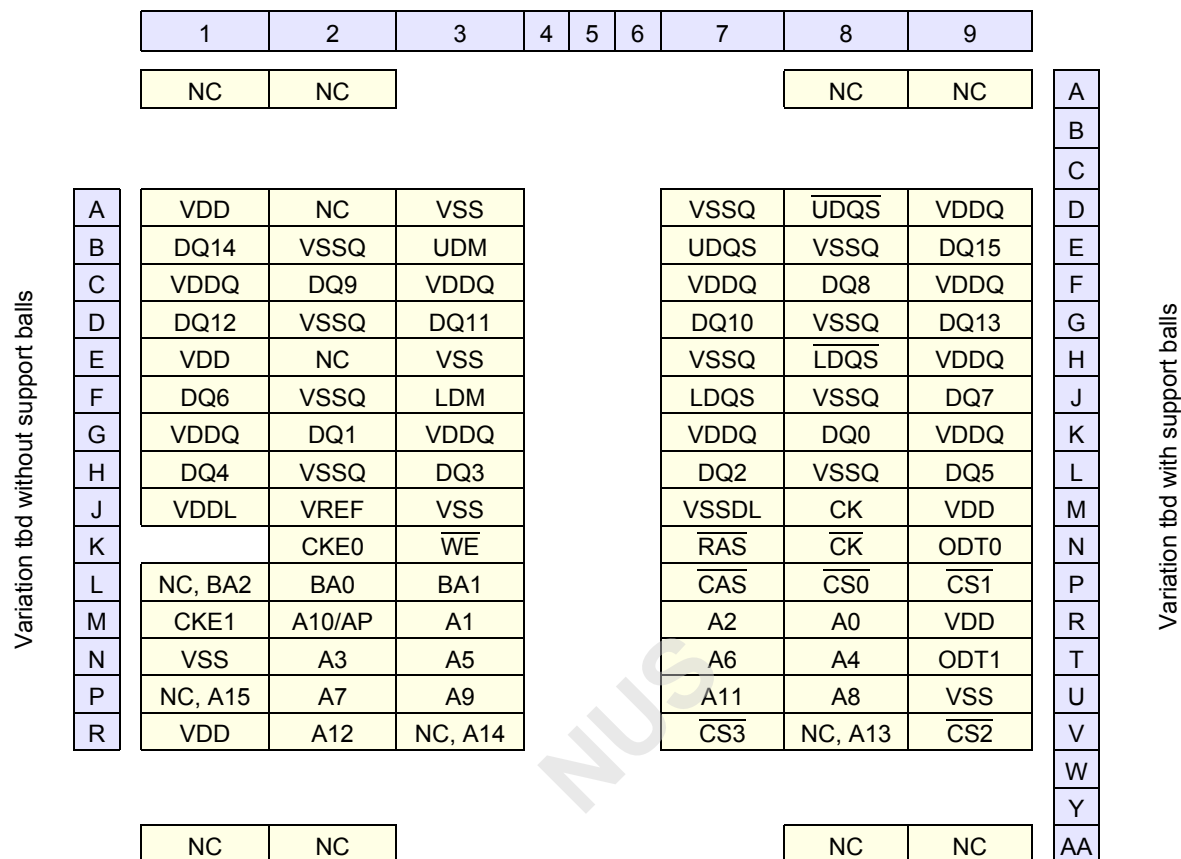 1 2 3 4 5 6 7 8 9
NC NC NC NC A
B
C
A VDD NC VSS VSSQ UDQS VDDQ D
B DQ14 VSSQ UDM UDQS VSSQ DQ15 E
C VDDQ DQ9 VDDQ VDDQ DQ8 VDDQ F
D DQ12 VSSQ DQ11 DQ10 VSSQ DQ13 G
E VDD NC VSS VSSQ LDQS VDDQ H
F DQ6 VSSQ LDM LDQS VSSQ DQ7 J
G VDDQ DQ1 VDDQ VDDQ DQ0 VDDQ K
H DQ4 VSSQ DQ3 DQ2 VSSQ DQ5 L
J VDDL VREF VSS VSSDL CK VDD M
K CKE0 WE RAS CK ODT0 N
L NC, BA2 BA0 BA1 CAS CS0 CS1 P
M CKE1 A10/AP A1 A2 A0 VDD R
N VSS A3 A5 A6 A4 ODT1 T
P NC, A15 A7 A9 A11 A8 VSS U
R VDD A12 NC, A14 CS3 NC, A13 CS2 V
W
Y
NC NC NC NC AA
Variation tbd without support balls
Variation tbd with support balls
NUS